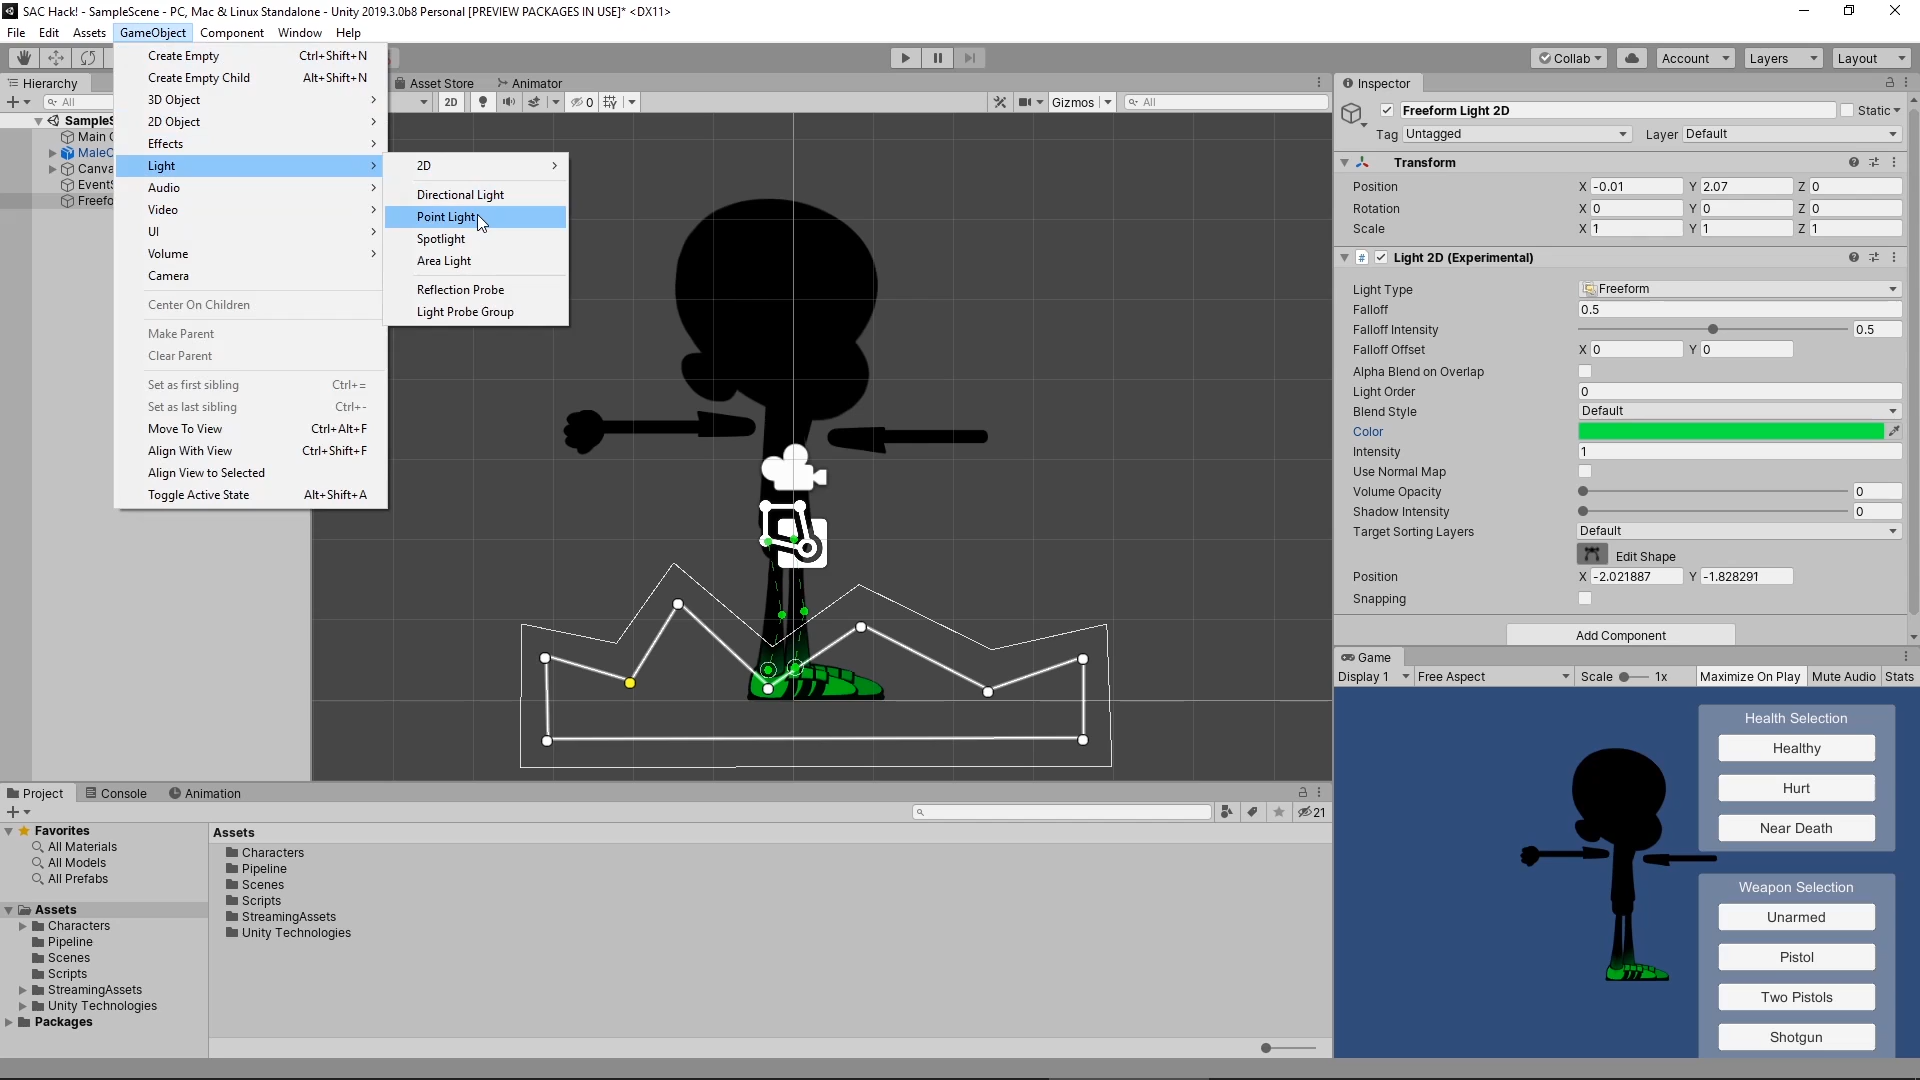 SAC Hack! - SampleScene - PC, Mac & Linux Standalone - Unity 2019.3.0b8 Personal [PREVIEW PACKAGES IN USE]* <DX11>
File Edit Assets GameObject Component Window Help
Collab Account Layers Layout
Hierarchy
All
SampleS
Main C
MaleC
Canva
EventS
Freefo
Create Empty Ctrl+Shift+N
Create Empty Child Alt+Shift+N
3D Object
2D Object
Effects
Light
Audio
Video
UI
Volume
Camera
Center On Children
Make Parent
Clear Parent
Set as first sibling Ctrl+=
Set as last sibling Ctrl+-
Move To View Ctrl+Alt+F
Align With View Ctrl+Shift+F
Align View to Selected
Toggle Active State Alt+Shift+A
2D
Directional Light
Point Light
Spotlight
Area Light
Reflection Probe
Light Probe Group
Asset Store Animator
2D 0 Gizmos All
Inspector
Freeform Light 2D Static
Tag Untagged Layer Default
Transform
Position X -0.01 Y 2.07 Z 0
Rotation X 0 Y 0 Z 0
Scale X 1 Y 1 Z 1
# Light 2D (Experimental)
Light Type Freeform
Falloff 0.5
Falloff Intensity 0.5
Falloff Offset X 0 Y 0
Alpha Blend on Overlap
Light Order 0
Blend Style Default
Color
Intensity 1
Use Normal Map
Volume Opacity 0
Shadow Intensity 0
Target Sorting Layers Default
Edit Shape
Position X -2.021887 Y -1.828291
Snapping
Add Component
Game
Display 1 Free Aspect Scale 1x Maximize On Play Mute Audio Stats
Health Selection
Healthy
Hurt
Near Death
Weapon Selection
Unarmed
Pistol
Two Pistols
Shotgun
Project Console Animation
21
Favorites
All Materials
All Models
All Prefabs
Assets
Characters
Pipeline
Scenes
Scripts
StreamingAssets
Unity Technologies
Packages
Assets
Characters
Pipeline
Scenes
Scripts
StreamingAssets
Unity Technologies